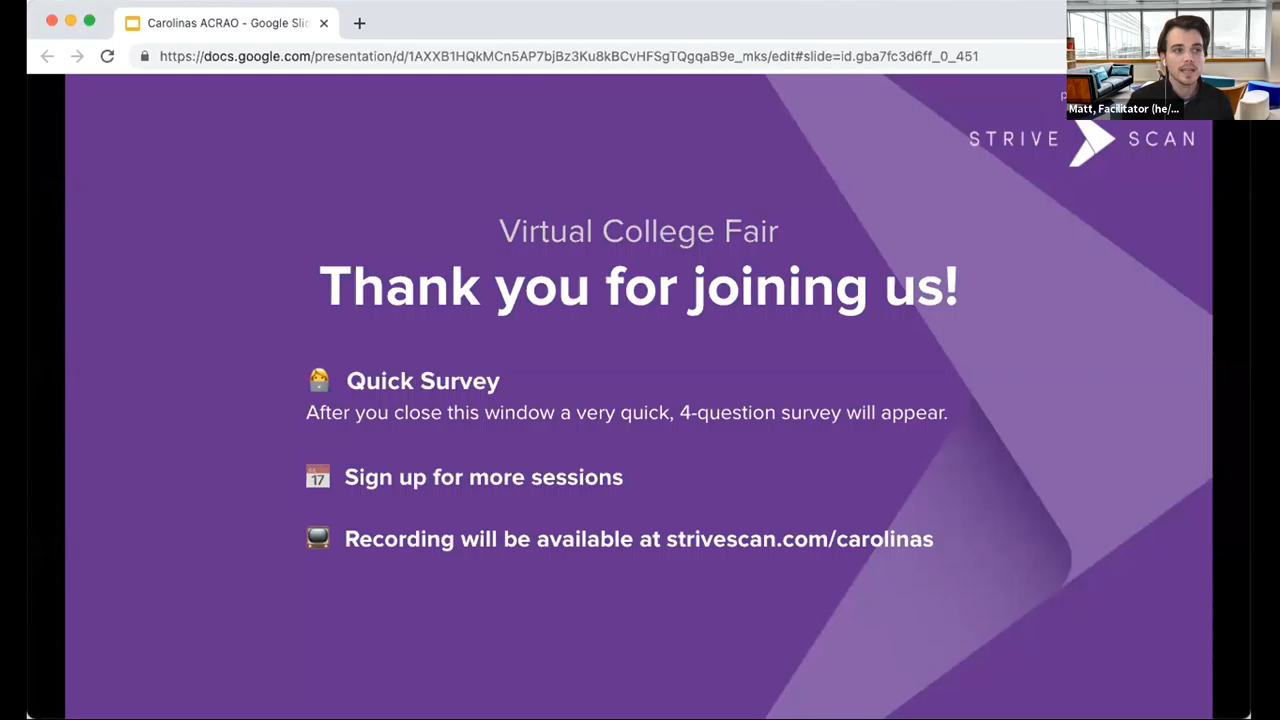 Carolinas ACRAO - Google Slid
https://docs.google.com/presentation/d/1AXXB1HQMxOn5AP7bjBz3Ku8kBCvHFSgTQgqaB9e_mks/edit#slide=id.gba7fc3d6ff_0_451
Matt, Facilitator (he/...
STRIVE SCAN
Virtual College Fair
Thank you for joining us!
Quick Survey
After you close this window a very quick, 4-question survey will appear.
17
Sign up for more sessions
Recording will be available at strivescan.com/carolinas